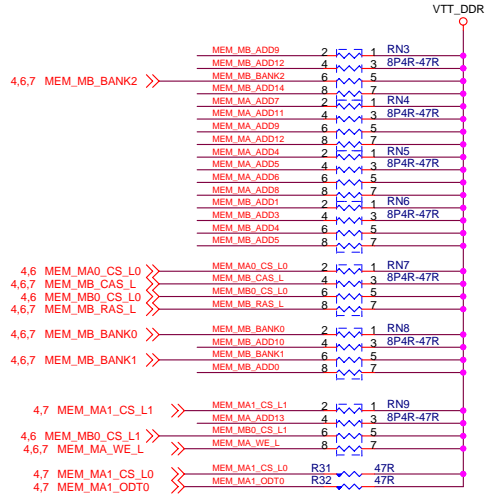 VTT_DDR
MEM_MB_ADD9 2 1 RN3
MEM_MB_ADD12 4 3 8P4R-47R
4,6,7 MEM_MB_BANK2 MEM_MB_BANK2 6 5
MEM_MB_ADD14 8 7
MEM_MA_ADD7 2 1 RN4
MEM_MA_ADD11 4 3 8P4R-47R
MEM_MA_ADD9 6 5
MEM_MA_ADD12 8 7
MEM_MA_ADD4 2 1 RN5
MEM_MA_ADD5 4 3 8P4R-47R
MEM_MA_ADD6 6 5
MEM_MA_ADD8 8 7
MEM_MB_ADD1 2 1 RN6
MEM_MB_ADD3 4 3 8P4R-47R
MEM_MB_ADD4 6 5
MEM_MB_ADD5 8 7
4,6 MEM_MA0_CS_L0 MEM_MA0_CS_L0 2 1 RN7
4,6,7 MEM_MB_CAS_L MEM_MB_CAS_L 4 3 8P4R-47R
4,6 MEM_MB0_CS_L0 MEM_MB0_CS_L0 6 5
4,6,7 MEM_MB_RAS_L MEM_MB_RAS_L 8 7
4,6,7 MEM_MB_BANK0 MEM_MB_BANK0 2 1 RN8
MEM_MB_ADD10 4 3 8P4R-47R
4,6,7 MEM_MB_BANK1 MEM_MB_BANK1 6 5
MEM_MB_ADD0 8 7
4,7 MEM_MA1_CS_L1 MEM_MA1_CS_L1 2 1 RN9
MEM_MA_ADD13 4 3 8P4R-47R
4,6 MEM_MB0_CS_L1 MEM_MB0_CS_L1 6 5
4,6,7 MEM_MA_WE_L MEM_MA_WE_L 8 7
4,7 MEM_MA1_CS_L0 MEM_MA1_CS_L0 R31 47R
4,7 MEM_MA1_ODT0 MEM_MA1_ODT0 R32 47R